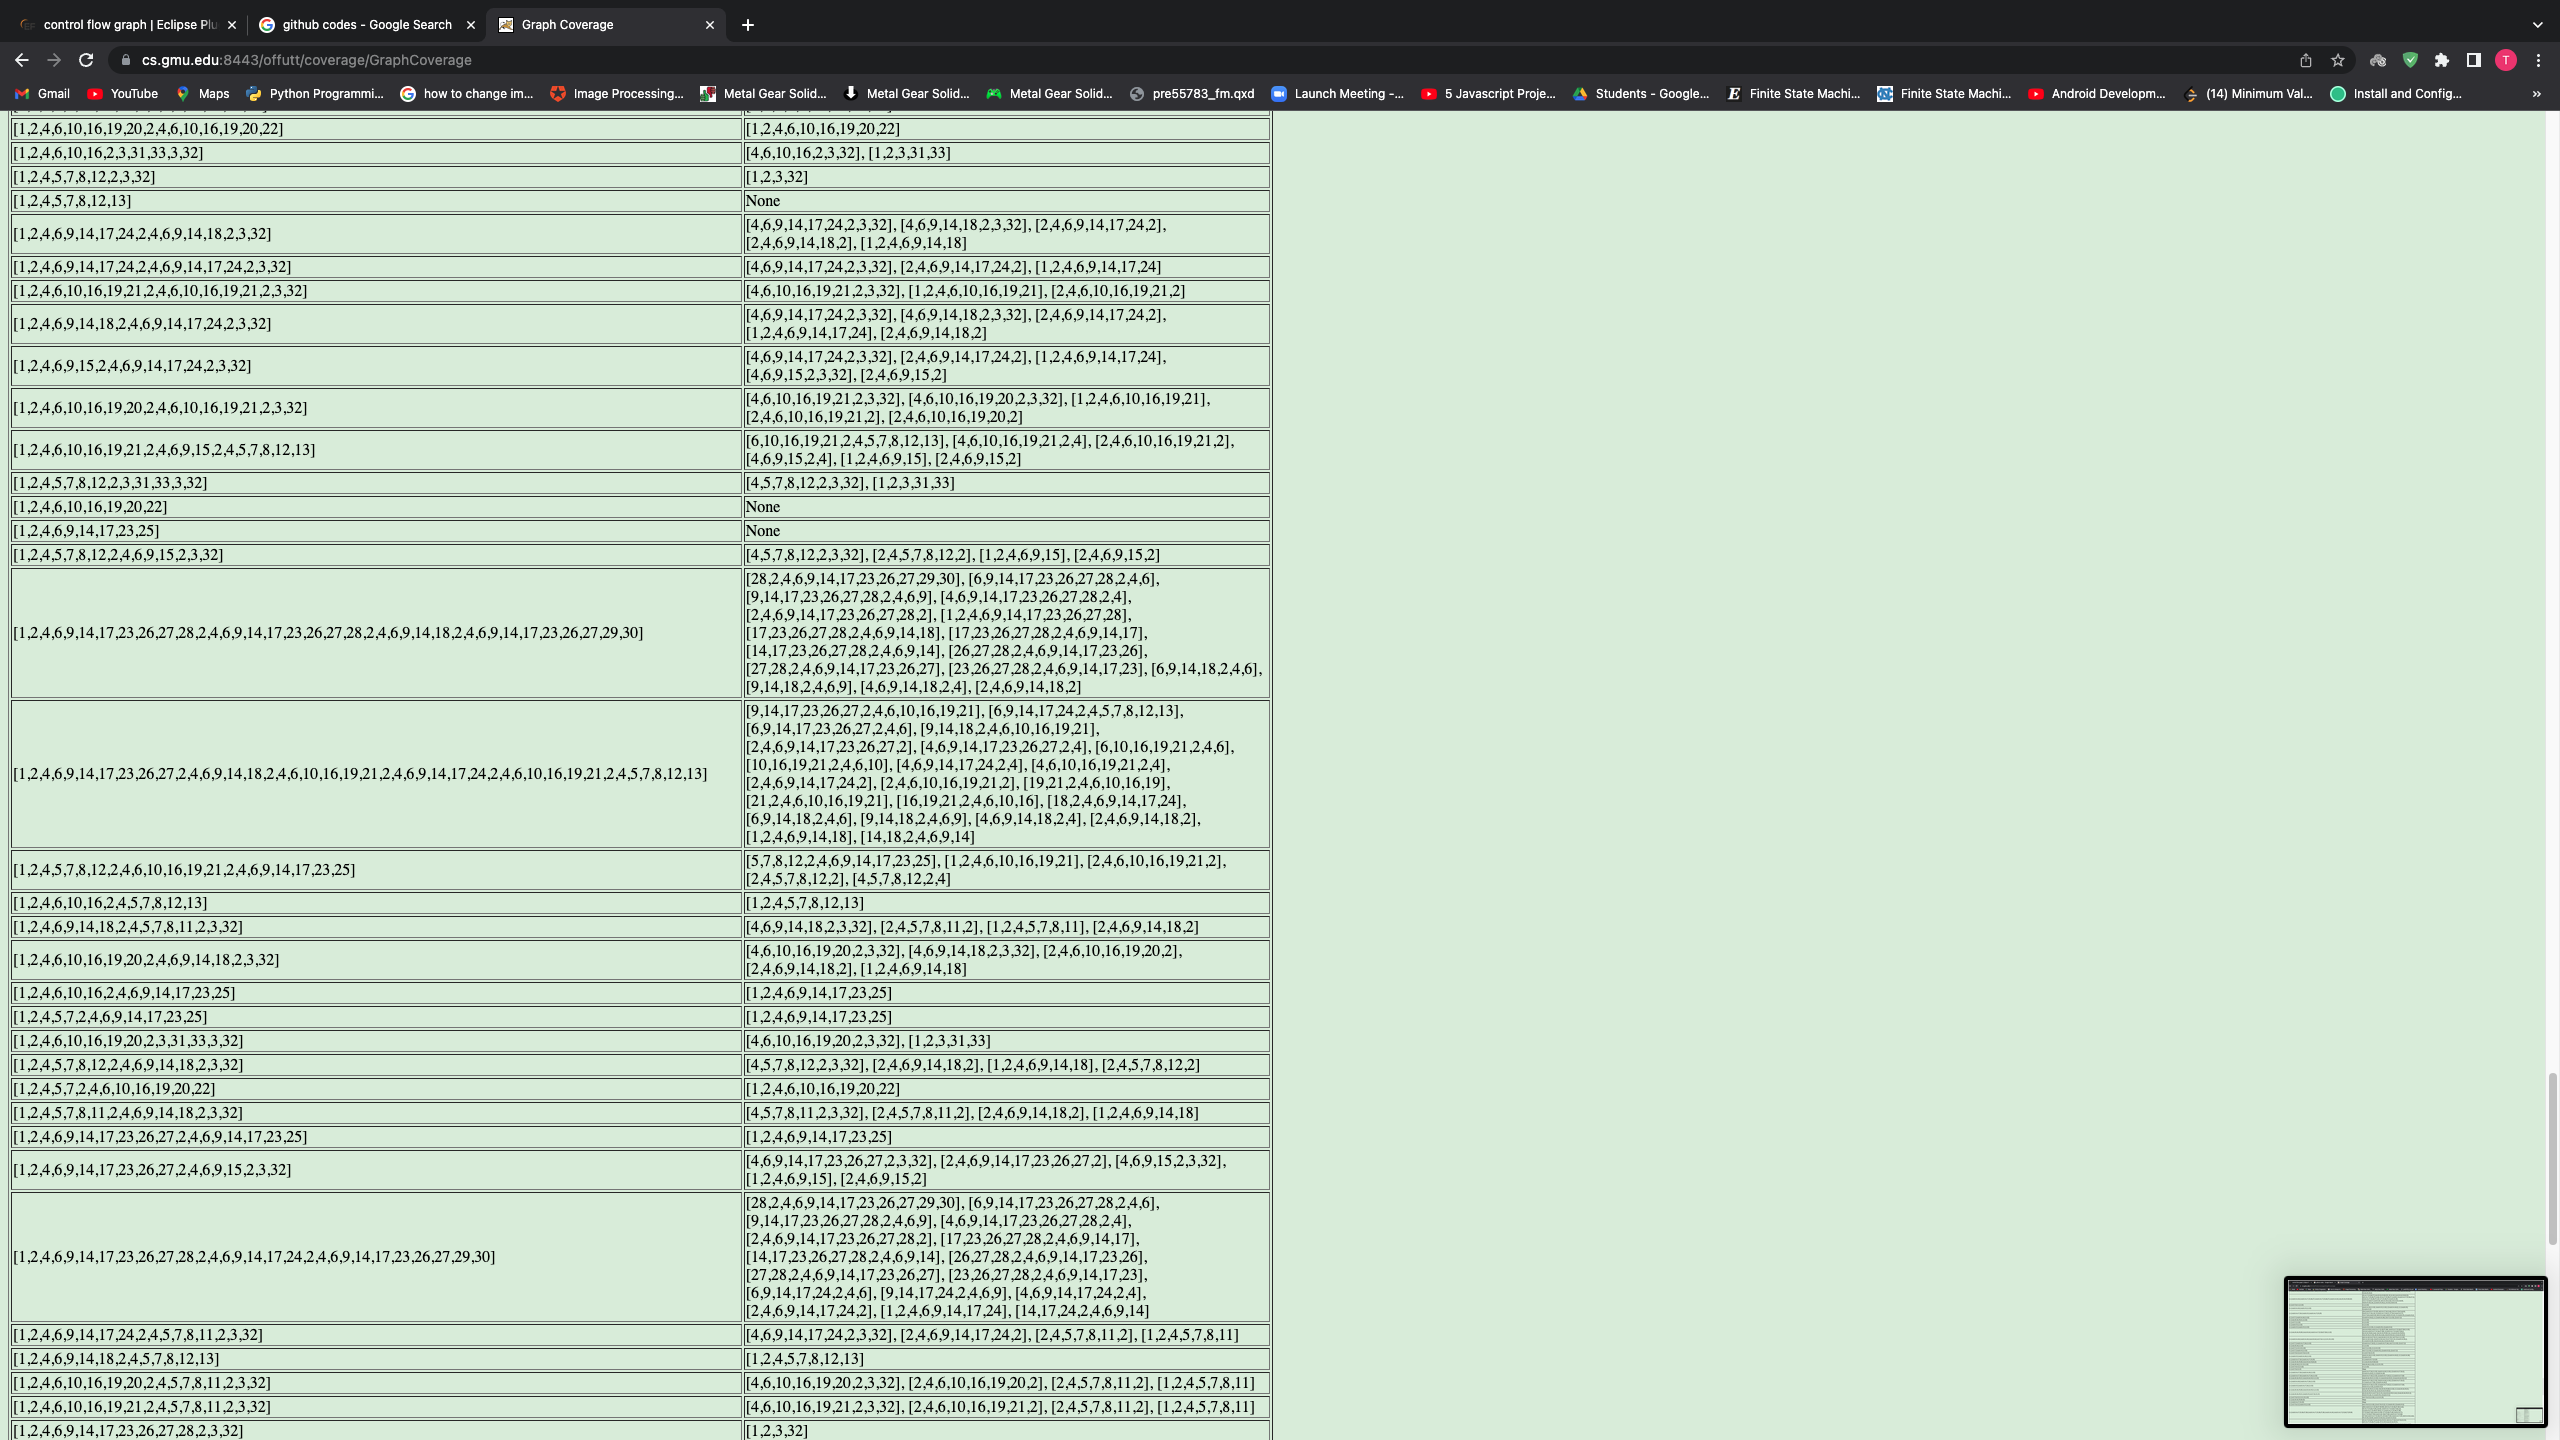 control flow graph | Eclipse Plu
github codes - Google Search
Graph Coverage
cs.gmu.edu:8443/offutt/coverage/GraphCoverage
Gmail
YouTube
Maps
Python Programmi...
how to change im...
Image Processing...
Metal Gear Solid...
Metal Gear Solid...
Metal Gear Solid...
pre55783_fm.qxd
Launch Meeting -...
5 Javascript Proje...
Students - Google...
Finite State Machi...
Finite State Machi...
Android Developm...
(14) Minimum Val...
Install and Config...
T
[1,2,4,6,10,16,19,20,2,4,6,10,16,19,20,22]
[1,2,4,6,10,16,19,20,22]
[1,2,4,6,10,16,2,3,31,33,3,32]
[4,6,10,16,2,3,32], [1,2,3,31,33]
[1,2,4,5,7,8,12,2,3,32]
[1,2,3,32]
[1,2,4,5,7,8,12,13]
None
[1,2,4,6,9,14,17,24,2,4,6,9,14,18,2,3,32]
[4,6,9,14,17,24,2,3,32], [4,6,9,14,18,2,3,32], [2,4,6,9,14,17,24,2],
[2,4,6,9,14,18,2], [1,2,4,6,9,14,18]
[1,2,4,6,9,14,17,24,2,4,6,9,14,17,24,2,3,32]
[4,6,9,14,17,24,2,3,32], [2,4,6,9,14,17,24,2], [1,2,4,6,9,14,17,24]
[1,2,4,6,10,16,19,21,2,4,6,10,16,19,21,2,3,32]
[4,6,10,16,19,21,2,3,32], [1,2,4,6,10,16,19,21], [2,4,6,10,16,19,21,2]
[1,2,4,6,9,14,18,2,4,6,9,14,17,24,2,3,32]
[4,6,9,14,17,24,2,3,32], [4,6,9,14,18,2,3,32], [2,4,6,9,14,17,24,2],
[1,2,4,6,9,14,17,24], [2,4,6,9,14,18,2]
[1,2,4,6,9,15,2,4,6,9,14,17,24,2,3,32]
[4,6,9,14,17,24,2,3,32], [2,4,6,9,14,17,24,2], [1,2,4,6,9,14,17,24],
[4,6,9,15,2,3,32], [2,4,6,9,15,2]
[1,2,4,6,10,16,19,20,2,4,6,10,16,19,21,2,3,32]
[4,6,10,16,19,21,2,3,32], [4,6,10,16,19,20,2,3,32], [1,2,4,6,10,16,19,21],
[2,4,6,10,16,19,21,2], [2,4,6,10,16,19,20,2]
[1,2,4,6,10,16,19,21,2,4,6,9,15,2,4,5,7,8,12,13]
[6,10,16,19,21,2,4,5,7,8,12,13], [4,6,10,16,19,21,2,4], [2,4,6,10,16,19,21,2],
[4,6,9,15,2,4], [1,2,4,6,9,15], [2,4,6,9,15,2]
[1,2,4,5,7,8,12,2,3,31,33,3,32]
[4,5,7,8,12,2,3,32], [1,2,3,31,33]
[1,2,4,6,10,16,19,20,22]
None
[1,2,4,6,9,14,17,23,25]
None
[1,2,4,5,7,8,12,2,4,6,9,15,2,3,32]
[4,5,7,8,12,2,3,32], [2,4,5,7,8,12,2], [1,2,4,6,9,15], [2,4,6,9,15,2]
[1,2,4,6,9,14,17,23,26,27,28,2,4,6,9,14,17,23,26,27,28,2,4,6,9,14,18,2,4,6,9,14,17,23,26,27,29,30]
[28,2,4,6,9,14,17,23,26,27,29,30], [6,9,14,17,23,26,27,28,2,4,6],
[9,14,17,23,26,27,28,2,4,6,9], [4,6,9,14,17,23,26,27,28,2,4],
[2,4,6,9,14,17,23,26,27,28,2], [1,2,4,6,9,14,17,23,26,27,28],
[17,23,26,27,28,2,4,6,9,14,18], [17,23,26,27,28,2,4,6,9,14,17],
[14,17,23,26,27,28,2,4,6,9,14], [26,27,28,2,4,6,9,14,17,23,26],
[27,28,2,4,6,9,14,17,23,26,27], [23,26,27,28,2,4,6,9,14,17,23], [6,9,14,18,2,4,6],
[9,14,18,2,4,6,9], [4,6,9,14,18,2,4], [2,4,6,9,14,18,2]
[1,2,4,6,9,14,17,23,26,27,2,4,6,9,14,18,2,4,6,10,16,19,21,2,4,6,9,14,17,24,2,4,6,10,16,19,21,2,4,5,7,8,12,13]
[9,14,17,23,26,27,2,4,6,10,16,19,21], [6,9,14,17,24,2,4,5,7,8,12,13],
[6,9,14,17,23,26,27,2,4,6], [9,14,18,2,4,6,10,16,19,21],
[2,4,6,9,14,17,23,26,27,2], [4,6,9,14,17,23,26,27,2,4], [6,10,16,19,21,2,4,6],
[10,16,19,21,2,4,6,10], [4,6,9,14,17,24,2,4], [4,6,10,16,19,21,2,4],
[2,4,6,9,14,17,24,2], [2,4,6,10,16,19,21,2], [19,21,2,4,6,10,16,19],
[21,2,4,6,10,16,19,21], [16,19,21,2,4,6,10,16], [18,2,4,6,9,14,17,24],
[6,9,14,18,2,4,6], [9,14,18,2,4,6,9], [4,6,9,14,18,2,4], [2,4,6,9,14,18,2],
[1,2,4,6,9,14,18], [14,18,2,4,6,9,14]
[1,2,4,5,7,8,12,2,4,6,10,16,19,21,2,4,6,9,14,17,23,25]
[5,7,8,12,2,4,6,9,14,17,23,25], [1,2,4,6,10,16,19,21], [2,4,6,10,16,19,21,2],
[2,4,5,7,8,12,2], [4,5,7,8,12,2,4]
[1,2,4,6,10,16,2,4,5,7,8,12,13]
[1,2,4,5,7,8,12,13]
[1,2,4,6,9,14,18,2,4,5,7,8,11,2,3,32]
[4,6,9,14,18,2,3,32], [2,4,5,7,8,11,2], [1,2,4,5,7,8,11], [2,4,6,9,14,18,2]
[1,2,4,6,10,16,19,20,2,4,6,9,14,18,2,3,32]
[4,6,10,16,19,20,2,3,32], [4,6,9,14,18,2,3,32], [2,4,6,10,16,19,20,2],
[2,4,6,9,14,18,2], [1,2,4,6,9,14,18]
[1,2,4,6,10,16,2,4,6,9,14,17,23,25]
[1,2,4,6,9,14,17,23,25]
[1,2,4,5,7,2,4,6,9,14,17,23,25]
[1,2,4,6,9,14,17,23,25]
[1,2,4,6,10,16,19,20,2,3,31,33,3,32]
[4,6,10,16,19,20,2,3,32], [1,2,3,31,33]
[1,2,4,5,7,8,12,2,4,6,9,14,18,2,3,32]
[4,5,7,8,12,2,3,32], [2,4,6,9,14,18,2], [1,2,4,6,9,14,18], [2,4,5,7,8,12,2]
[1,2,4,5,7,2,4,6,10,16,19,20,22]
[1,2,4,6,10,16,19,20,22]
[1,2,4,5,7,8,11,2,4,6,9,14,18,2,3,32]
[4,5,7,8,11,2,3,32], [2,4,5,7,8,11,2], [2,4,6,9,14,18,2], [1,2,4,6,9,14,18]
[1,2,4,6,9,14,17,23,26,27,2,4,6,9,14,17,23,25]
[1,2,4,6,9,14,17,23,25]
[1,2,4,6,9,14,17,23,26,27,2,4,6,9,15,2,3,32]
[4,6,9,14,17,23,26,27,2,3,32], [2,4,6,9,14,17,23,26,27,2], [4,6,9,15,2,3,32],
[1,2,4,6,9,15], [2,4,6,9,15,2]
[1,2,4,6,9,14,17,23,26,27,28,2,4,6,9,14,17,24,2,4,6,9,14,17,23,26,27,29,30]
[28,2,4,6,9,14,17,23,26,27,29,30], [6,9,14,17,23,26,27,28,2,4,6],
[9,14,17,23,26,27,28,2,4,6,9], [4,6,9,14,17,23,26,27,28,2,4],
[2,4,6,9,14,17,23,26,27,28,2], [17,23,26,27,28,2,4,6,9,14,17],
[14,17,23,26,27,28,2,4,6,9,14], [26,27,28,2,4,6,9,14,17,23,26],
[27,28,2,4,6,9,14,17,23,26,27], [23,26,27,28,2,4,6,9,14,17,23],
[6,9,14,17,24,2,4,6], [9,14,17,24,2,4,6,9], [4,6,9,14,17,24,2,4],
[2,4,6,9,14,17,24,2], [1,2,4,6,9,14,17,24], [14,17,24,2,4,6,9,14]
[1,2,4,6,9,14,17,24,2,4,5,7,8,11,2,3,32]
[4,6,9,14,17,24,2,3,32], [2,4,6,9,14,17,24,2], [2,4,5,7,8,11,2], [1,2,4,5,7,8,11]
[1,2,4,6,9,14,18,2,4,5,7,8,12,13]
[1,2,4,5,7,8,12,13]
[1,2,4,6,10,16,19,20,2,4,5,7,8,11,2,3,32]
[4,6,10,16,19,20,2,3,32], [2,4,6,10,16,19,20,2], [2,4,5,7,8,11,2], [1,2,4,5,7,8,11]
[1,2,4,6,10,16,19,21,2,4,5,7,8,11,2,3,32]
[4,6,10,16,19,21,2,3,32], [2,4,6,10,16,19,21,2], [2,4,5,7,8,11,2], [1,2,4,5,7,8,11]
[1,2,4,6,9,14,17,23,26,27,28,2,3,32]
[1,2,3,32]